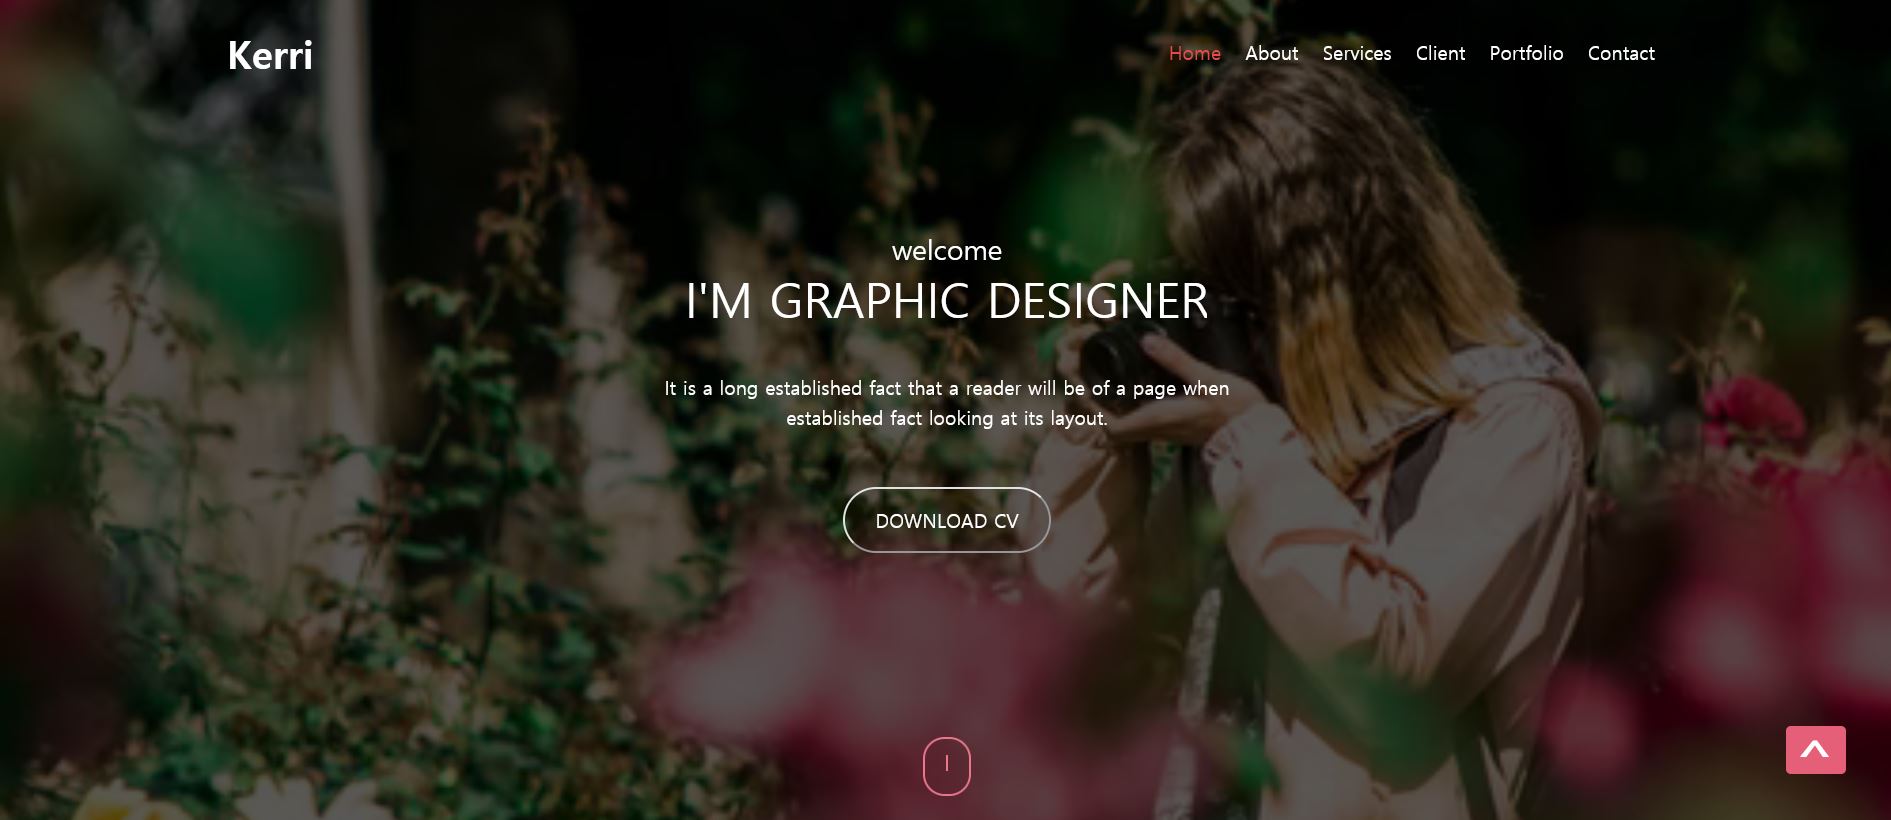 Kerri
Home About Services Client Portfolio Contact
welcome
I'M GRAPHIC DESIGNER
It is a long established fact that a reader will be of a page when
established fact looking at its layout.
DOWNLOAD CV